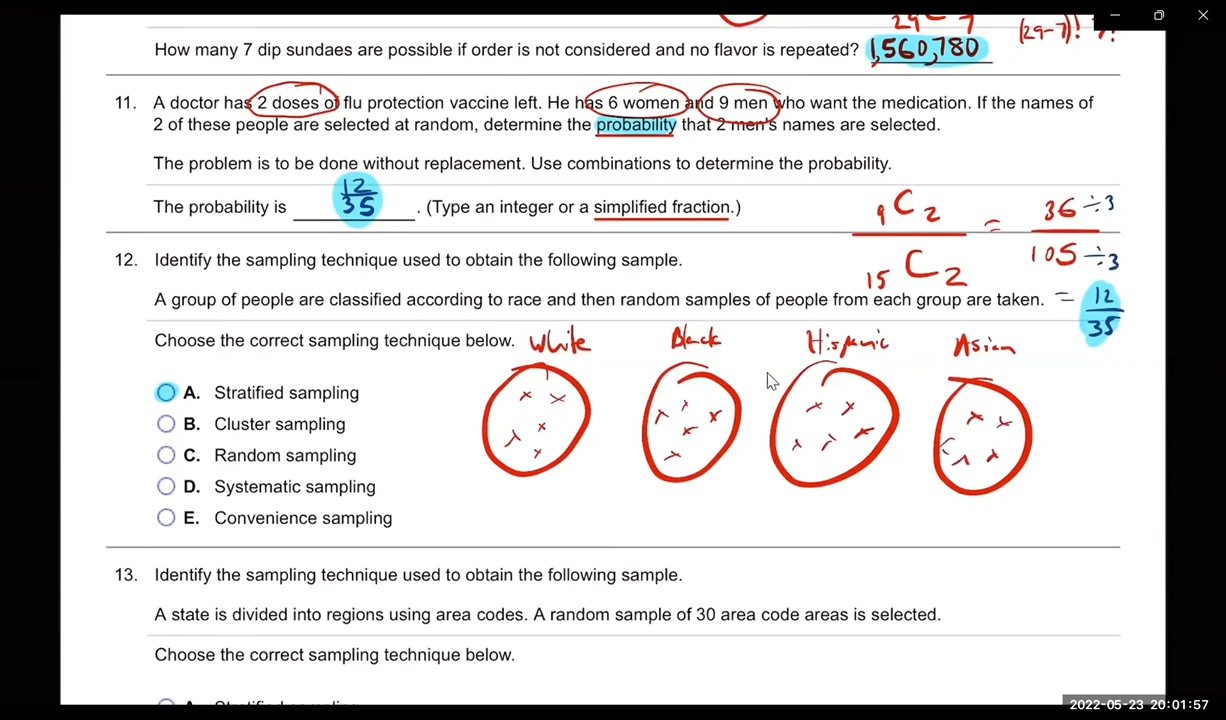 29 C 7
(29-7)! 7!
How many 7 dip sundaes are possible if order is not considered and no flavor is repeated? 1,560,780
11. A doctor has 2 doses of flu protection vaccine left. He has 6 women and 9 men who want the medication. If the names of
2 of these people are selected at random, determine the probability that 2 men's names are selected.
The problem is to be done without replacement. Use combinations to determine the probability.
The probability is 12/35 . (Type an integer or a simplified fraction.)
9 C 2 = 36 ÷3
15 C 2 105 ÷3
= 12/35
12. Identify the sampling technique used to obtain the following sample.
A group of people are classified according to race and then random samples of people from each group are taken.
Choose the correct sampling technique below. White Black Hispanic Asian
A. Stratified sampling
B. Cluster sampling
C. Random sampling
D. Systematic sampling
E. Convenience sampling
13. Identify the sampling technique used to obtain the following sample.
A state is divided into regions using area codes. A random sample of 30 area code areas is selected.
Choose the correct sampling technique below.
2022-05-23 20:01:57